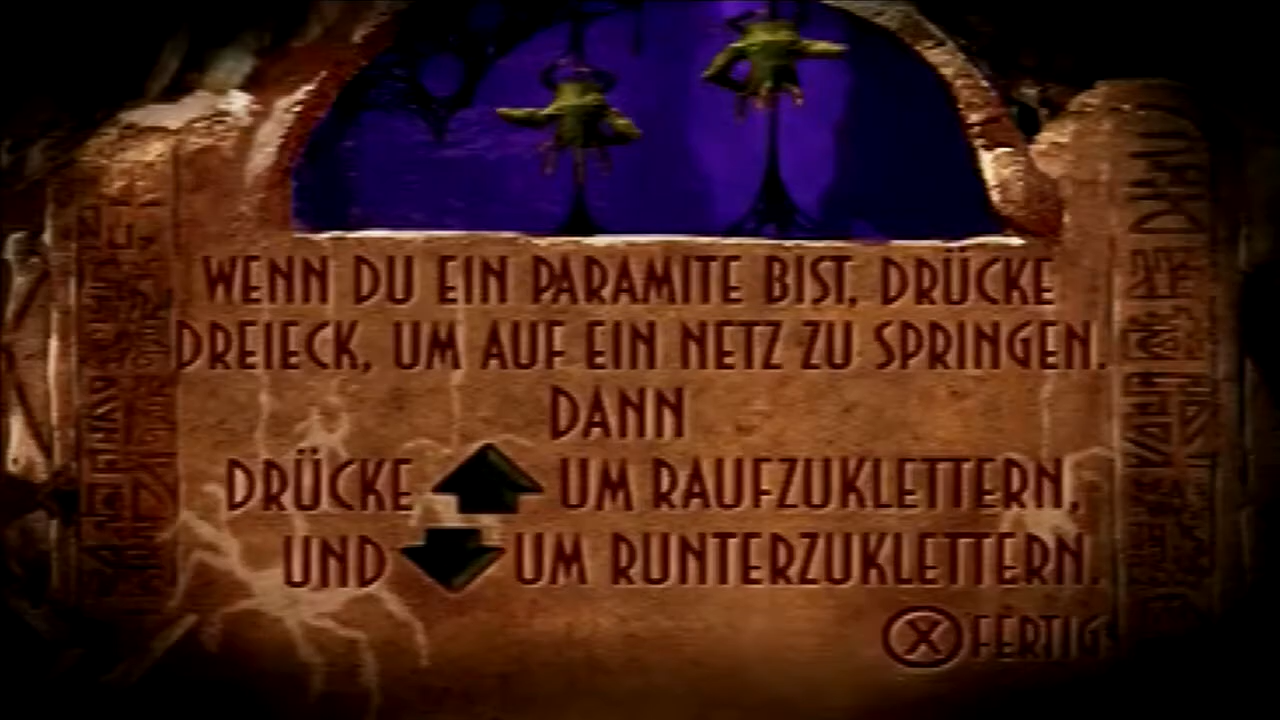 WENN DU EIN PARAMITE BIST, DRÜCKE
DREIECK, UM AUF EIN NETZ ZU SPRINGEN.
DANN
DRÜCKE UM RAUFZUKLETTERN,
UND UM RUNTERZUKLETTERN.
X FERTIG